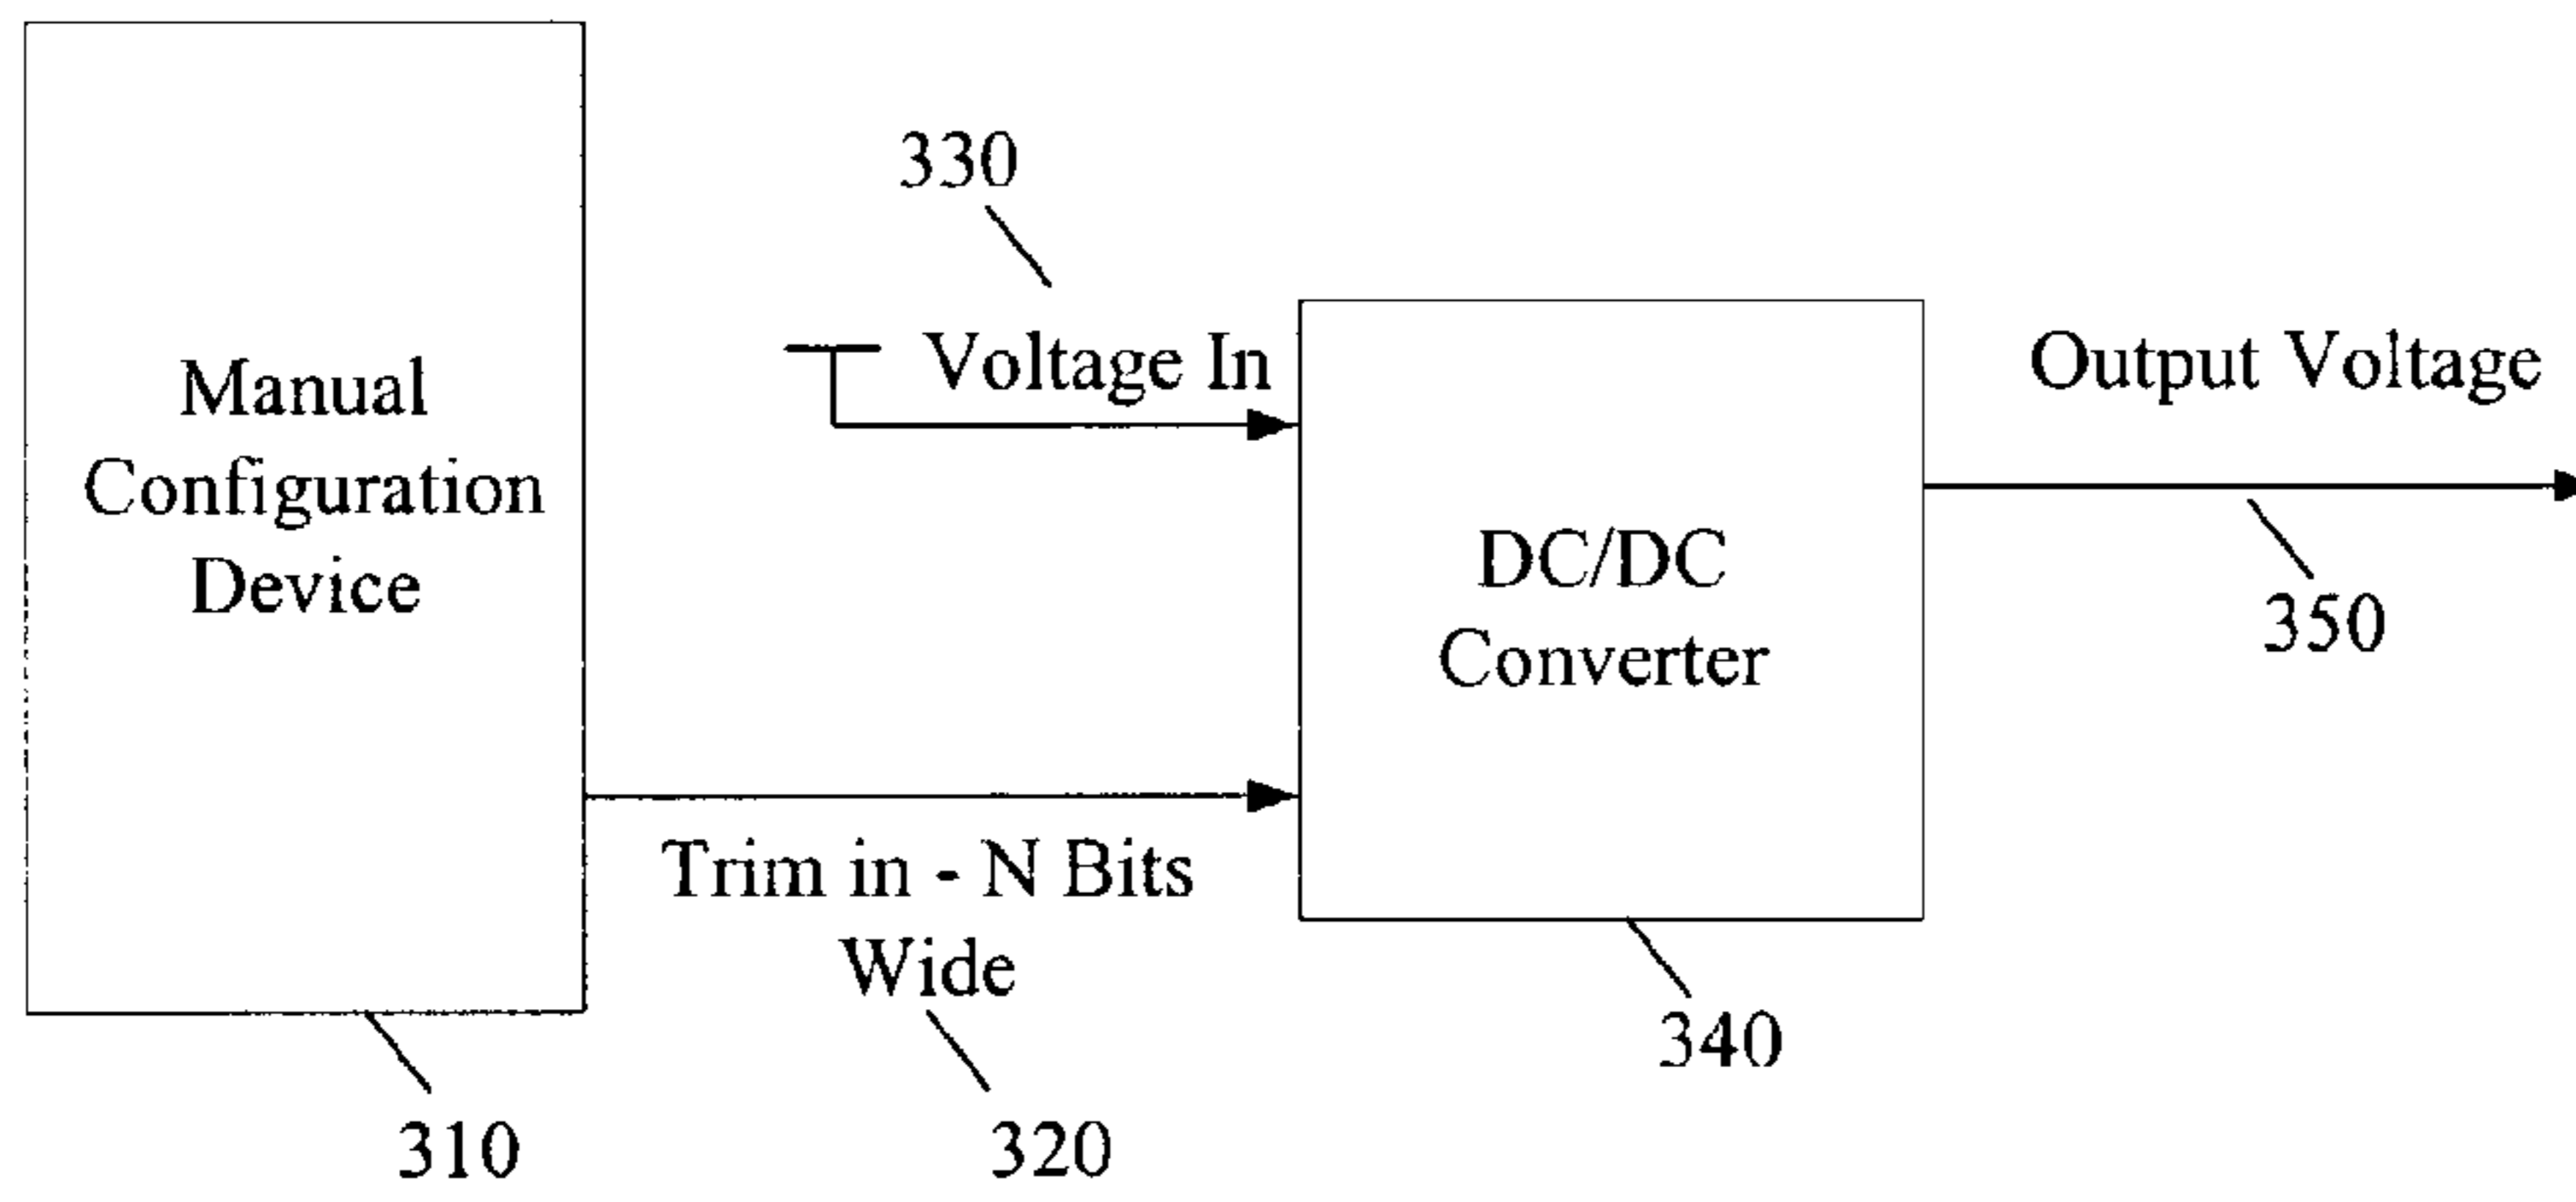 Manual
Configuration
Device
310
330
Voltage In
Trim in - N Bits
Wide
320
DC/DC
Converter
340
Output Voltage
350